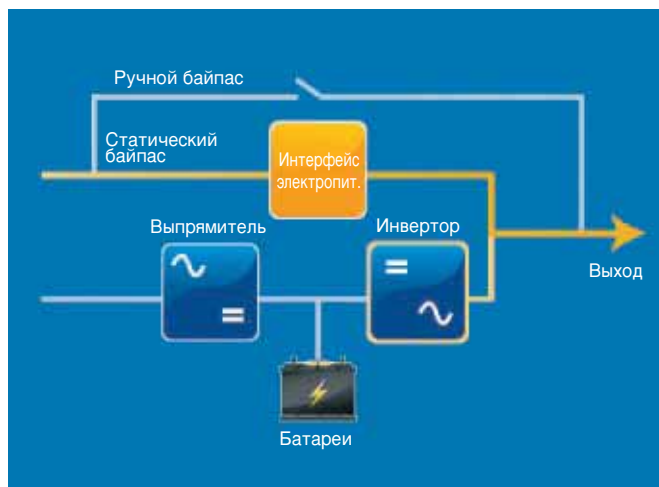 Ручной байпас
Статический
байпас
Интерфейс
электропит.
Выпрямитель
Инвертор
Выход
Батареи